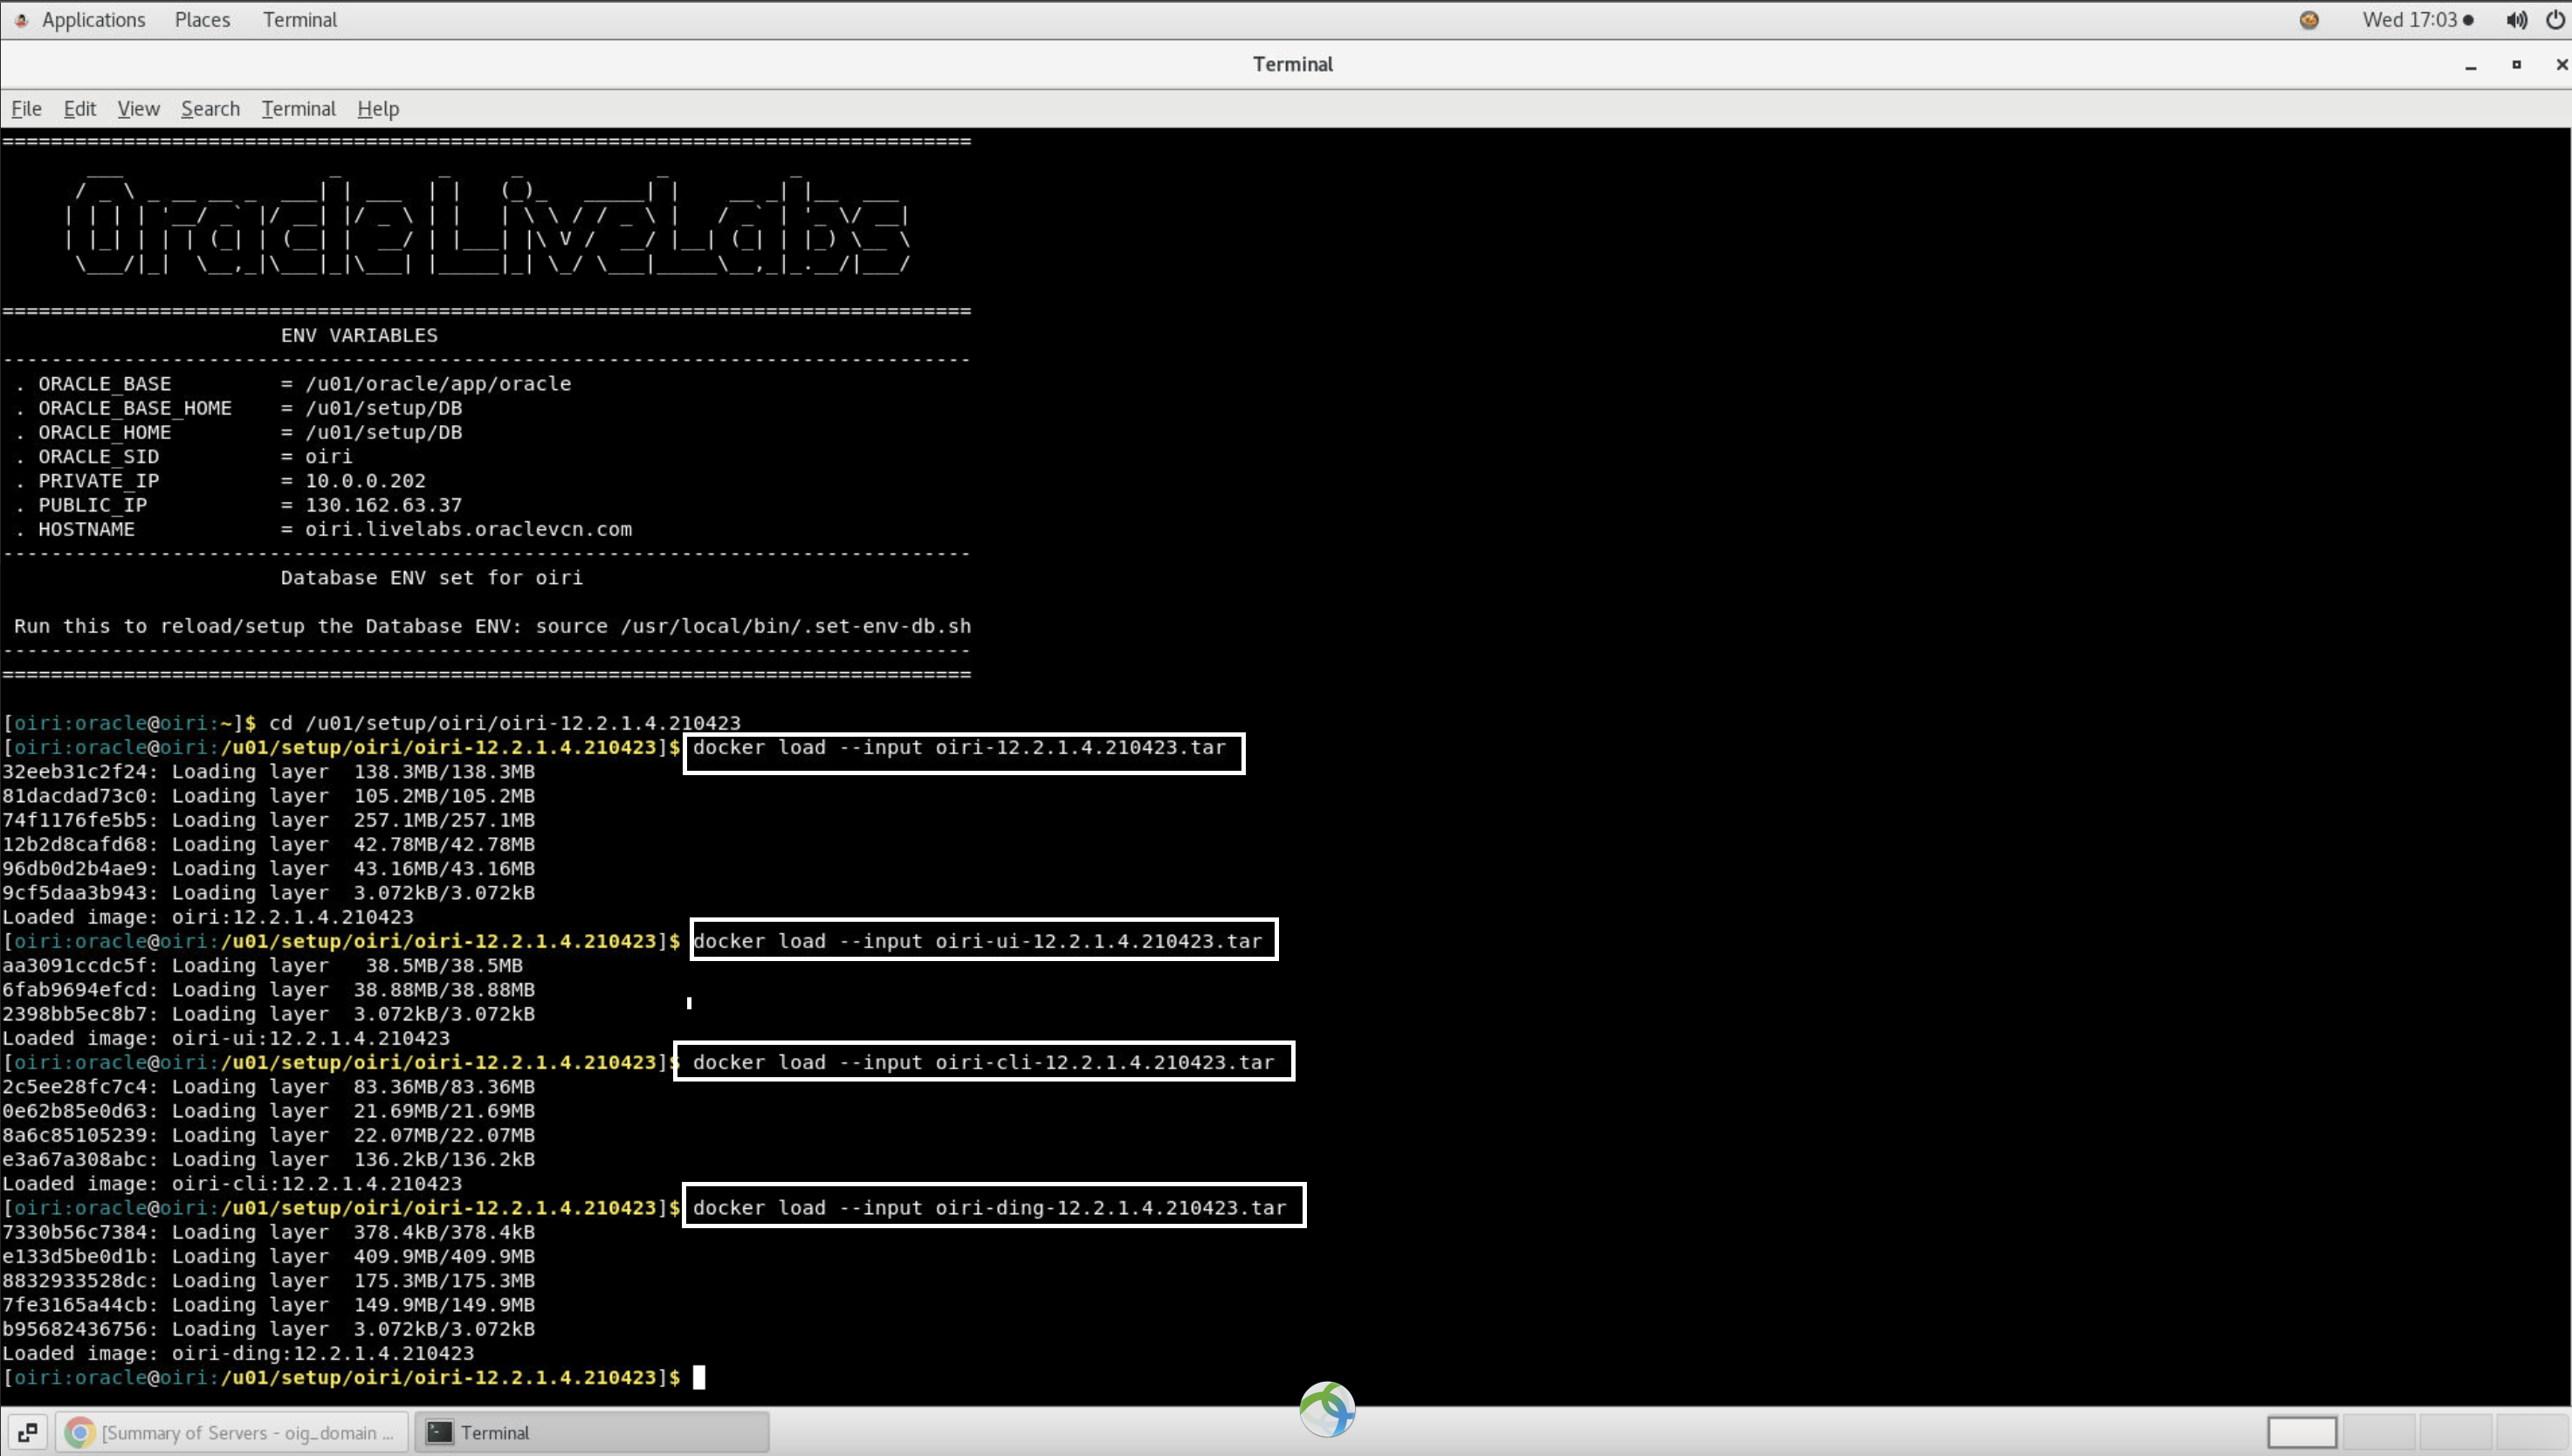 Applications Places Terminal Wed 17:03
Terminal
File Edit View Search Terminal Help
================================================================================
Oracle LiveLabs
================================================================================
ENV VARIABLES
--------------------------------------------------------------------------------
. ORACLE_BASE = /u01/oracle/app/oracle
. ORACLE_BASE_HOME = /u01/setup/DB
. ORACLE_HOME = /u01/setup/DB
. ORACLE_SID = oiri
. PRIVATE_IP = 10.0.0.202
. PUBLIC_IP = 130.162.63.37
. HOSTNAME = oiri.livelabs.oraclevcn.com
--------------------------------------------------------------------------------
Database ENV set for oiri
Run this to reload/setup the Database ENV: source /usr/local/bin/.set-env-db.sh
--------------------------------------------------------------------------------
================================================================================
[oiri:oracle@oiri:~]$ cd /u01/setup/oiri/oiri-12.2.1.4.210423
[oiri:oracle@oiri:/u01/setup/oiri/oiri-12.2.1.4.210423]$ docker load --input oiri-12.2.1.4.210423.tar
32eeb31c2f24: Loading layer 138.3MB/138.3MB
81dacdad73c0: Loading layer 105.2MB/105.2MB
74f1176fe5b5: Loading layer 257.1MB/257.1MB
12b2d8cafd68: Loading layer 42.78MB/42.78MB
96db0d2b4ae9: Loading layer 43.16MB/43.16MB
9cf5daa3b943: Loading layer 3.072kB/3.072kB
Loaded image: oiri:12.2.1.4.210423
[oiri:oracle@oiri:/u01/setup/oiri/oiri-12.2.1.4.210423]$ docker load --input oiri-ui-12.2.1.4.210423.tar
aa3091ccdc5f: Loading layer 38.5MB/38.5MB
6fab9694efcd: Loading layer 38.88MB/38.88MB
2398bb5ec8b7: Loading layer 3.072kB/3.072kB
Loaded image: oiri-ui:12.2.1.4.210423
[oiri:oracle@oiri:/u01/setup/oiri/oiri-12.2.1.4.210423]$ docker load --input oiri-cli-12.2.1.4.210423.tar
2c5ee28fc7c4: Loading layer 83.36MB/83.36MB
0e62b85e0d63: Loading layer 21.69MB/21.69MB
8a6c85105239: Loading layer 22.07MB/22.07MB
e3a67a308abc: Loading layer 136.2kB/136.2kB
Loaded image: oiri-cli:12.2.1.4.210423
[oiri:oracle@oiri:/u01/setup/oiri/oiri-12.2.1.4.210423]$ docker load --input oiri-ding-12.2.1.4.210423.tar
7330b56c7384: Loading layer 378.4kB/378.4kB
e133d5be0d1b: Loading layer 409.9MB/409.9MB
8832933528dc: Loading layer 175.3MB/175.3MB
7fe3165a44cb: Loading layer 149.9MB/149.9MB
b95682436756: Loading layer 3.072kB/3.072kB
Loaded image: oiri-ding:12.2.1.4.210423
[oiri:oracle@oiri:/u01/setup/oiri/oiri-12.2.1.4.210423]$
[Summary of Servers - oig_domain ... Terminal